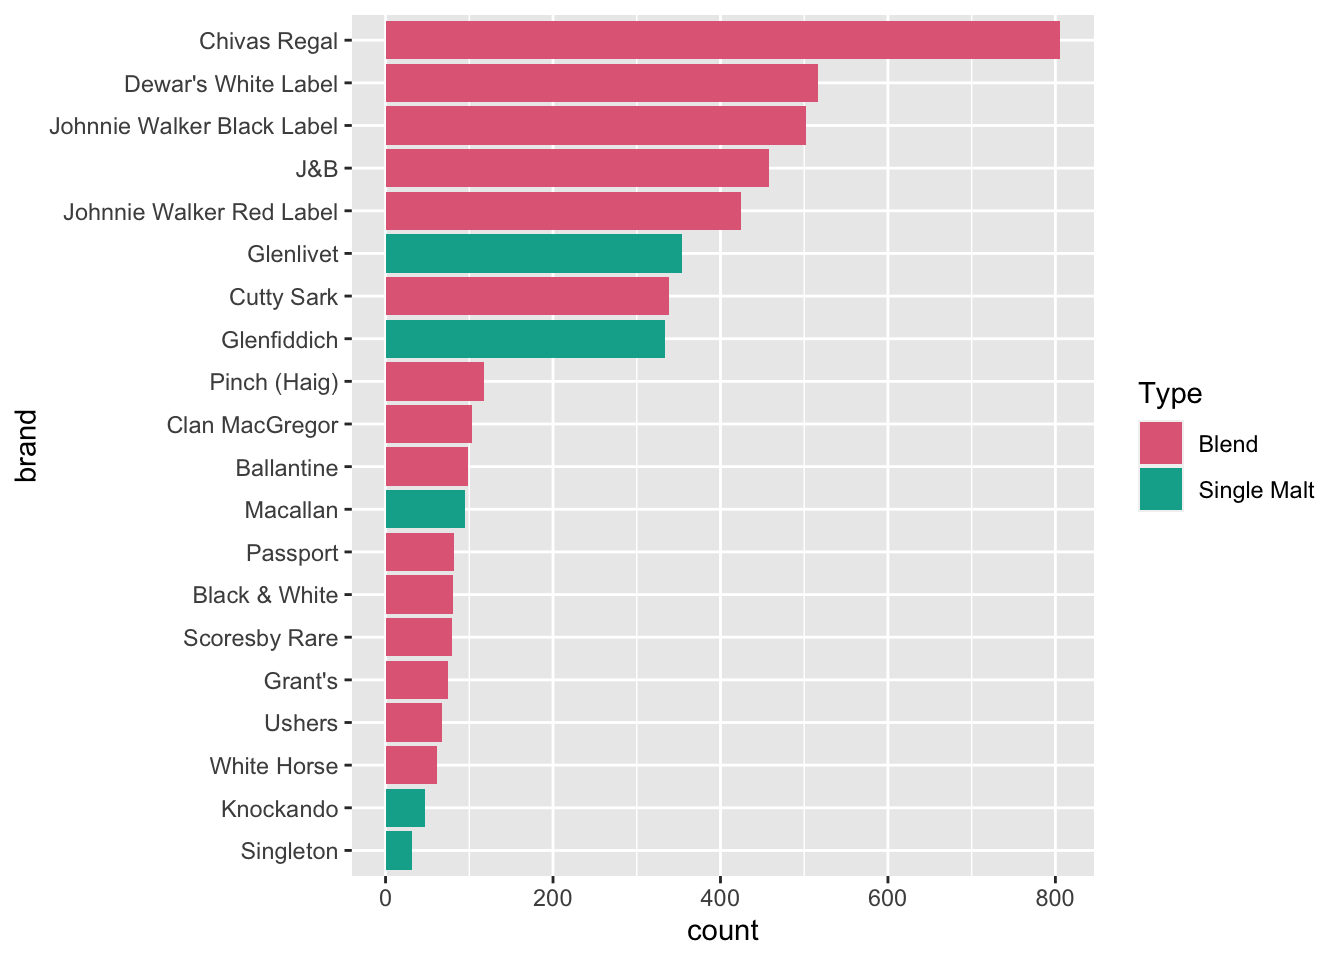 Chivas Regal
Dewar's White Label
Johnnie Walker Black Label
J&B
Johnnie Walker Red Label
Glenlivet
Cutty Sark
Glenfiddich
Pinch (Haig)
Clan MacGregor
Ballantine
Macallan
Passport
Black & White
Scoresby Rare
Grant's
Ushers
White Horse
Knockando
Singleton
brand
0 200 400 600 800
count
Type
Blend
Single Malt